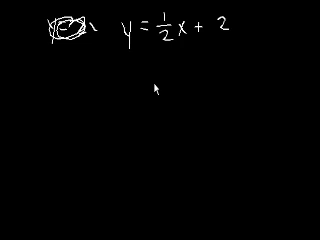 y = 1/2 x + 2